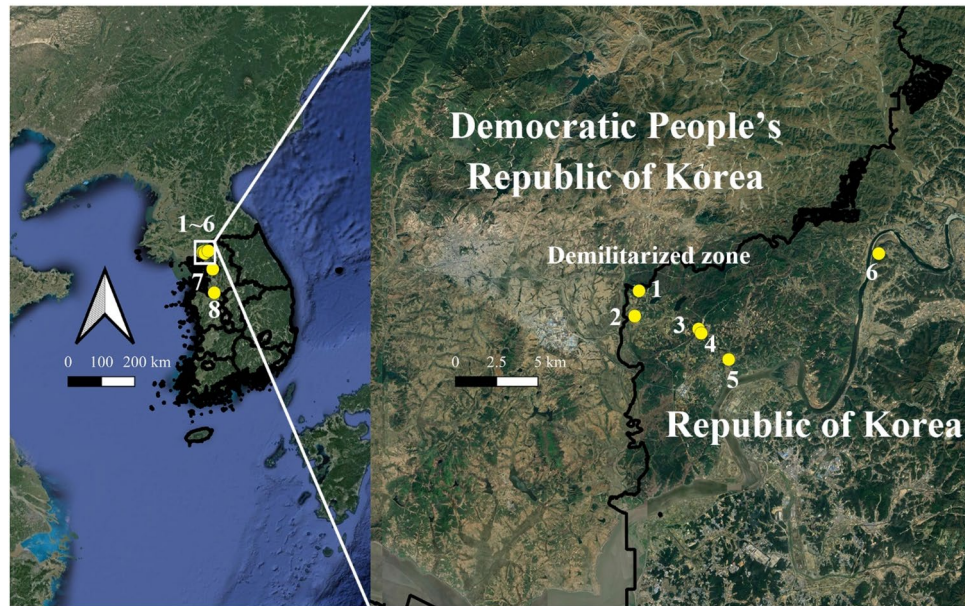 1~6
7
8
0 100 200 km
Democratic People's
Republic of Korea
Demilitarized zone
1
2
3
4
5
6
0 2.5 5 km
Republic of Korea